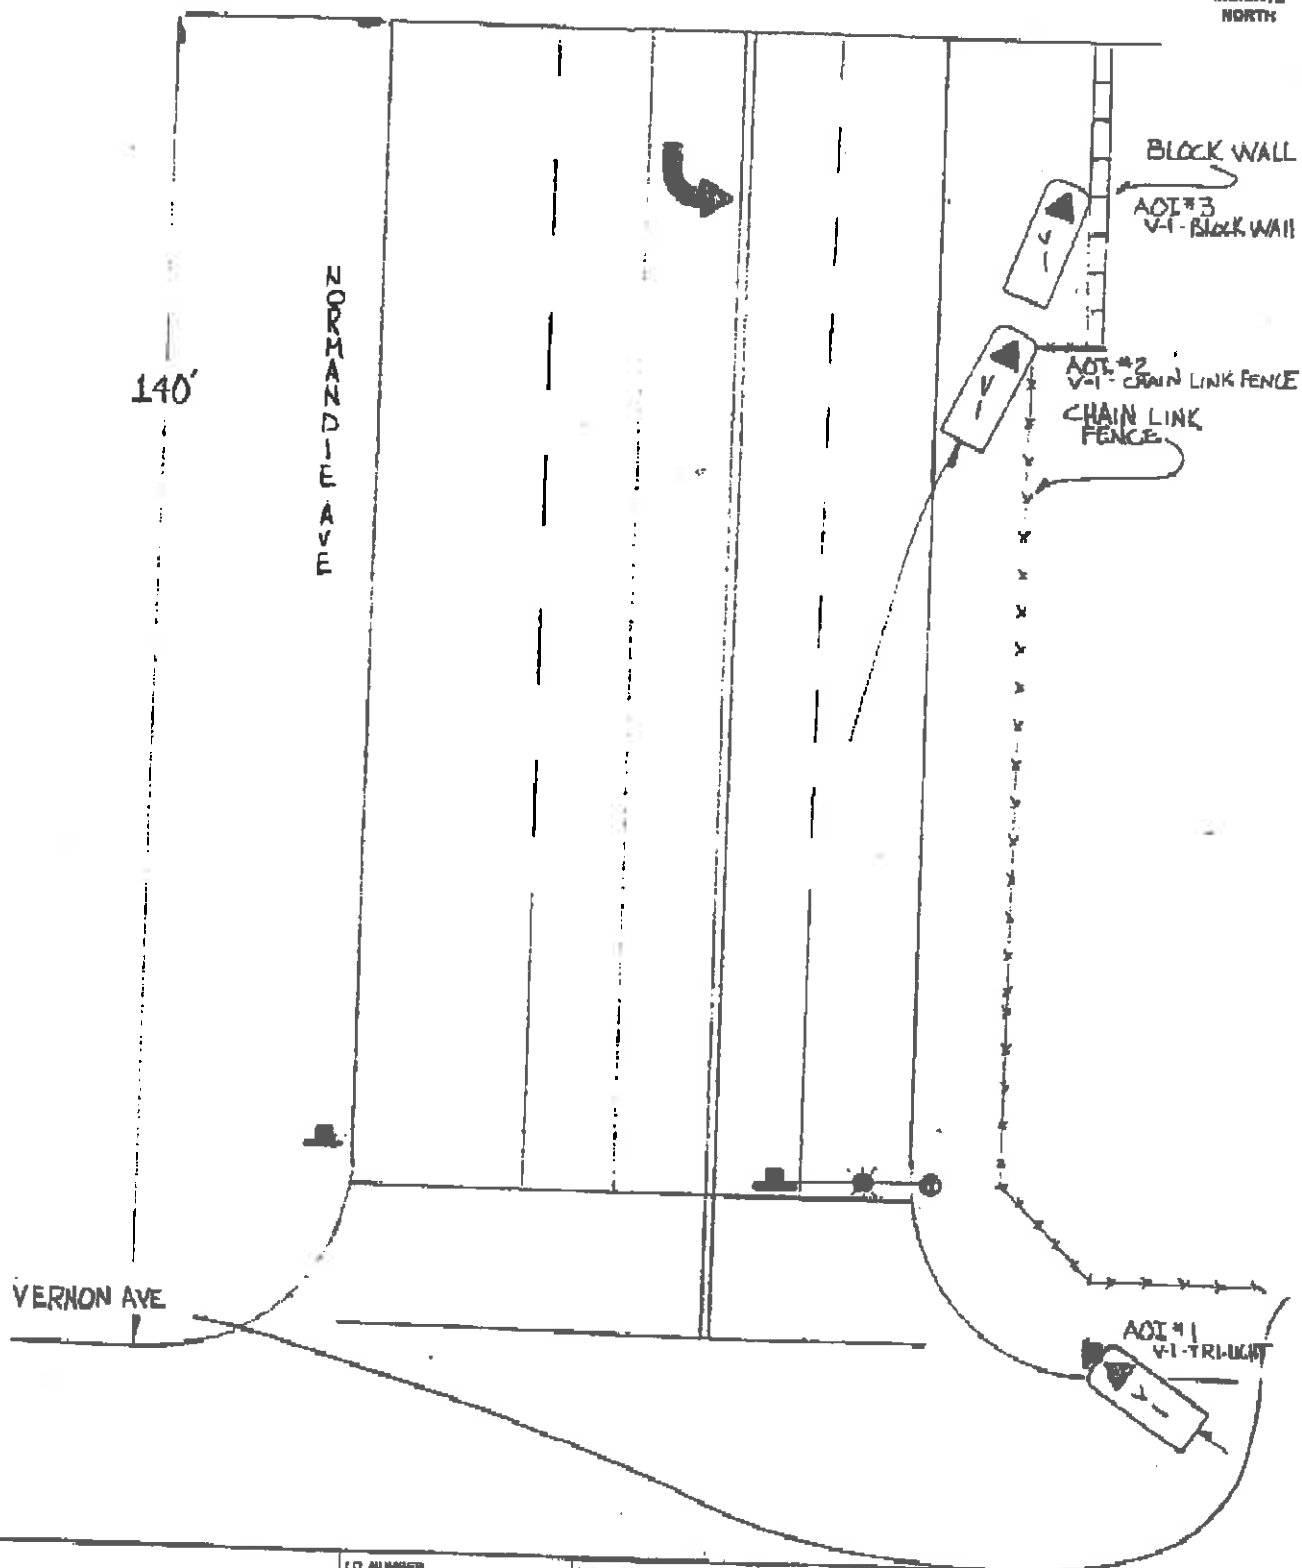 NORTH
BLOCK WALL
AOI #3
V-1 - BLOCK WALL
NORMANDIE AVE
V-1
140'
AOI #2
V-1 - CHAIN LINK FENCE
V-1
CHAIN LINK
FENCE
VERNON AVE
AOI #1
V-1-TRI-LIGHT
V-1
I.D. NUMBER